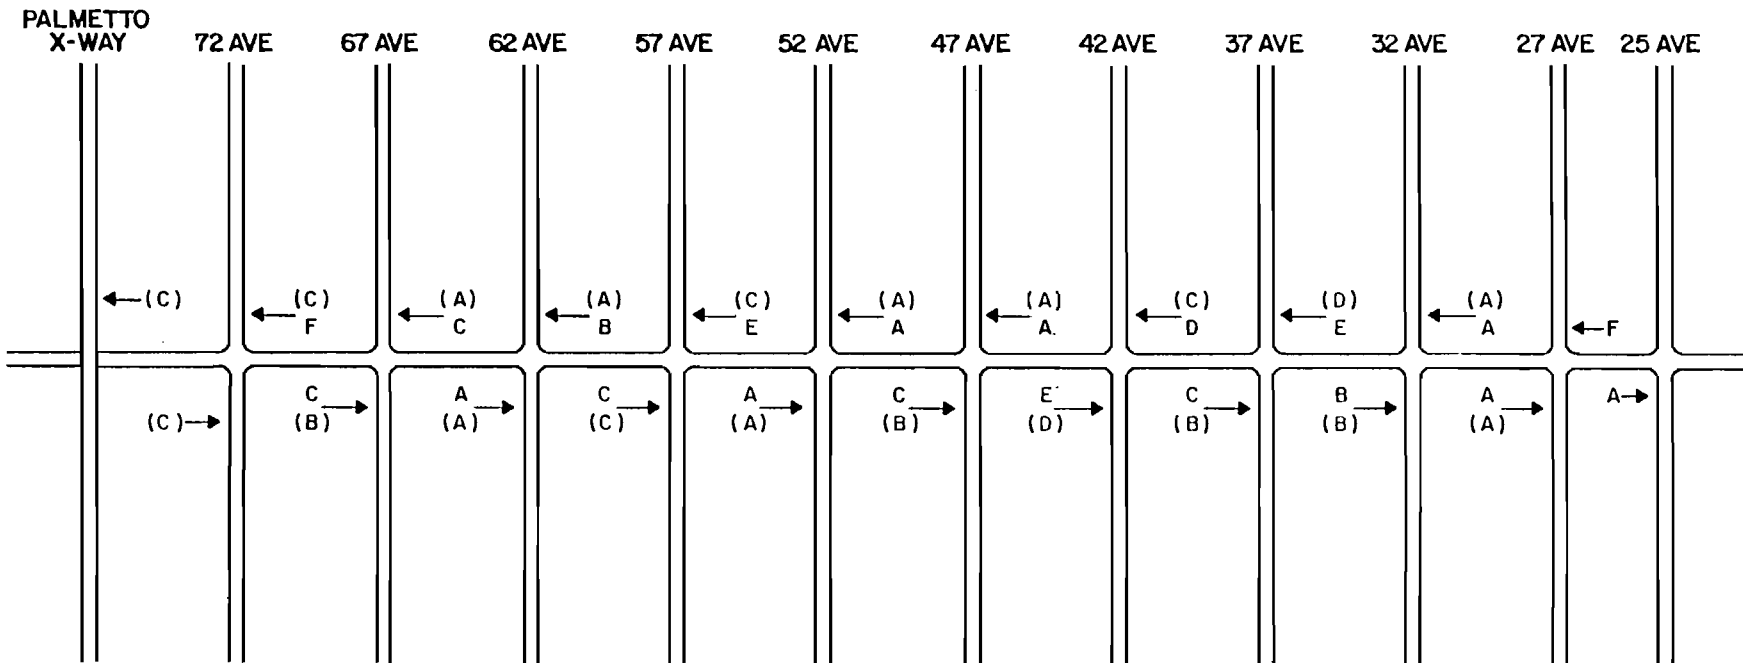 PALMETTO
X-WAY 72 AVE 67 AVE 62 AVE 57 AVE 52 AVE 47 AVE 42 AVE 37 AVE 32 AVE 27 AVE 25 AVE
(C) (C) (A) (A) (C) (A) (A) (C) (D) (A)
F C B E A A. D E A F
C A C A C E C B A A
(C) (B) (A) (C) (A) (B) (D) (B) (B) (A)